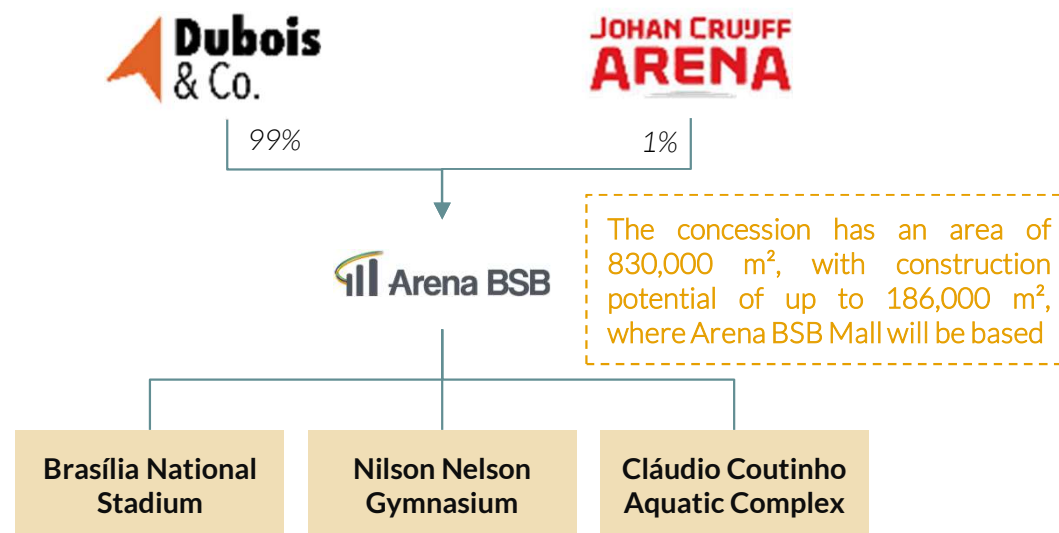 Dubois
& Co.
JOHAN CRUIJFF
ARENA
99%
1%
Arena BSB
The concession has an area of
830,000 m², with construction
potential of up to 186,000 m²,
where Arena BSB Mall will be based
Brasília National
Stadium
Nilson Nelson
Gymnasium
Cláudio Coutinho
Aquatic Complex